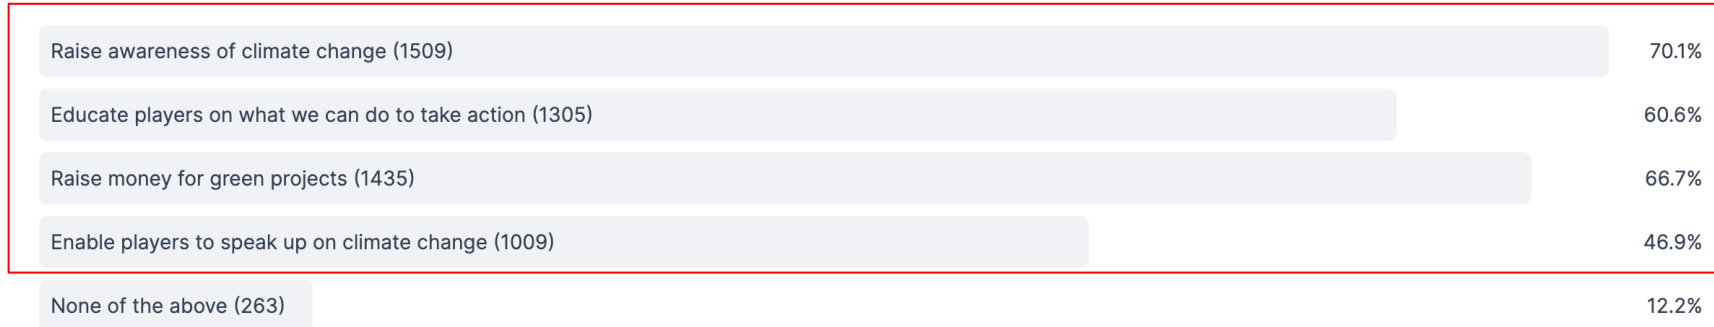 Raise awareness of climate change (1509) 70.1%
Educate players on what we can do to take action (1305) 60.6%
Raise money for green projects (1435) 66.7%
Enable players to speak up on climate change (1009) 46.9%
None of the above (263) 12.2%